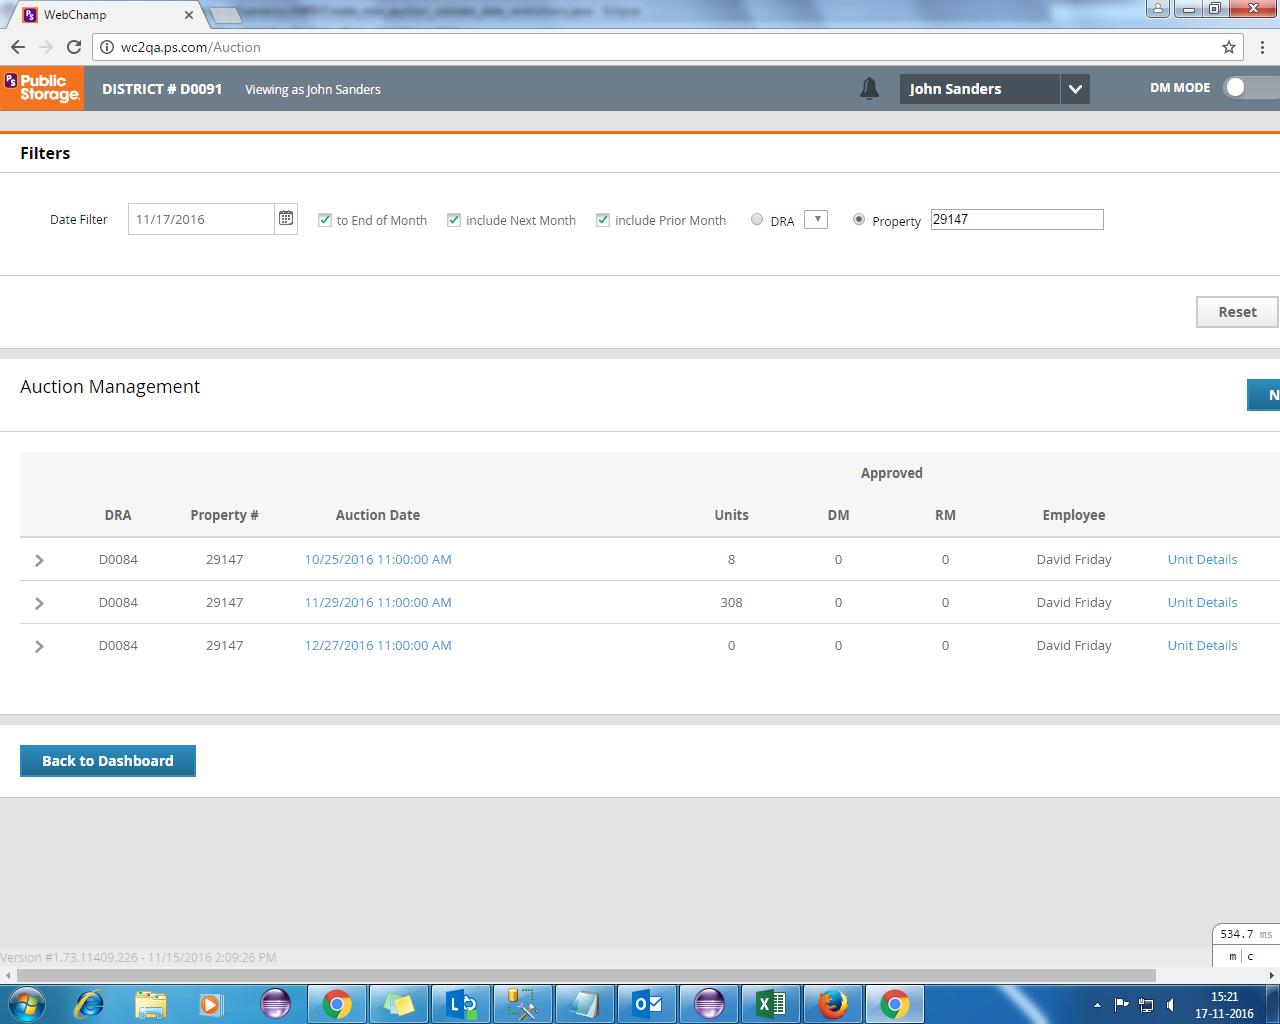 WebChamp
wc2qa.ps.com/Auction
PS Public Storage.
DISTRICT # D0091 Viewing as John Sanders John Sanders DM MODE
Filters
Date Filter 11/17/2016 to End of Month include Next Month include Prior Month DRA Property 29147
Reset
Auction Management
N
Approved
DRA Property # Auction Date Units DM RM Employee
D0084 29147 10/25/2016 11:00:00 AM 8 0 0 David Friday Unit Details
D0084 29147 11/29/2016 11:00:00 AM 308 0 0 David Friday Unit Details
D0084 29147 12/27/2016 11:00:00 AM 0 0 0 David Friday Unit Details
Back to Dashboard
534.7 ms
m | c
Version #1.73.11409.226 - 11/15/2016 2:09:26 PM
15:21
17-11-2016